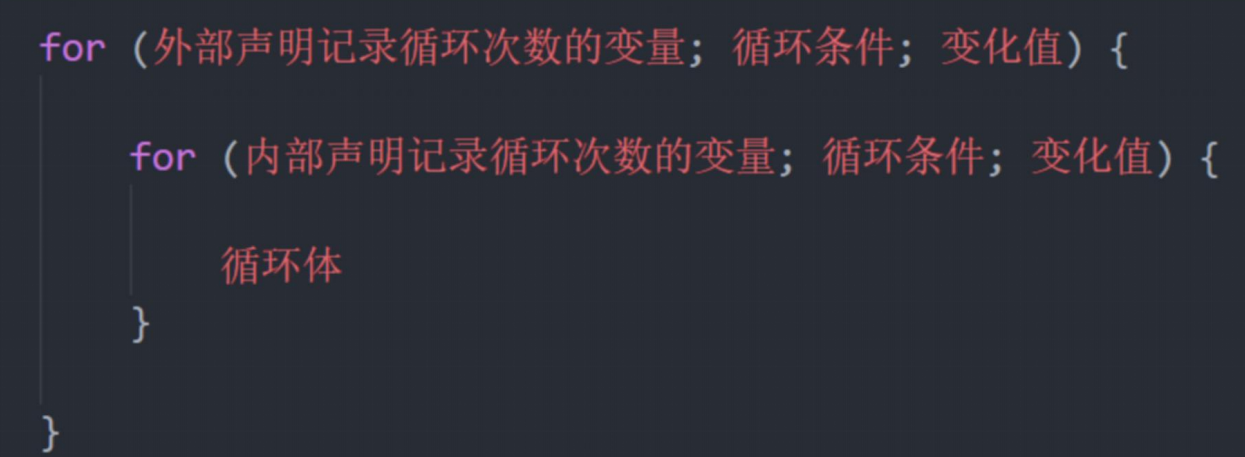 for (外部声明记录循环次数的变量; 循环条件; 变化值) {
for (内部声明记录循环次数的变量; 循环条件; 变化值) {
循环体
}
}